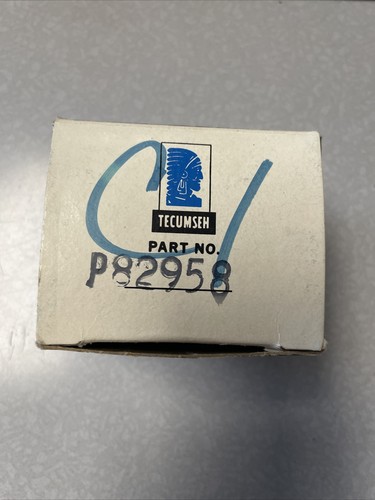 C/
TECUMSEH
PART NO.
P82958